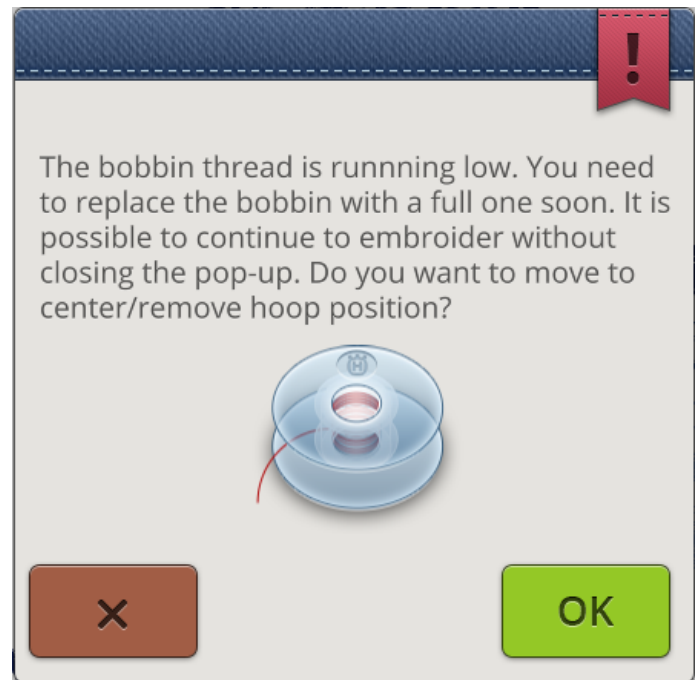 !
The bobbin thread is runnning low. You need
to replace the bobbin with a full one soon. It is
possible to continue to embroider without
closing the pop-up. Do you want to move to
center/remove hoop position?
H
OK